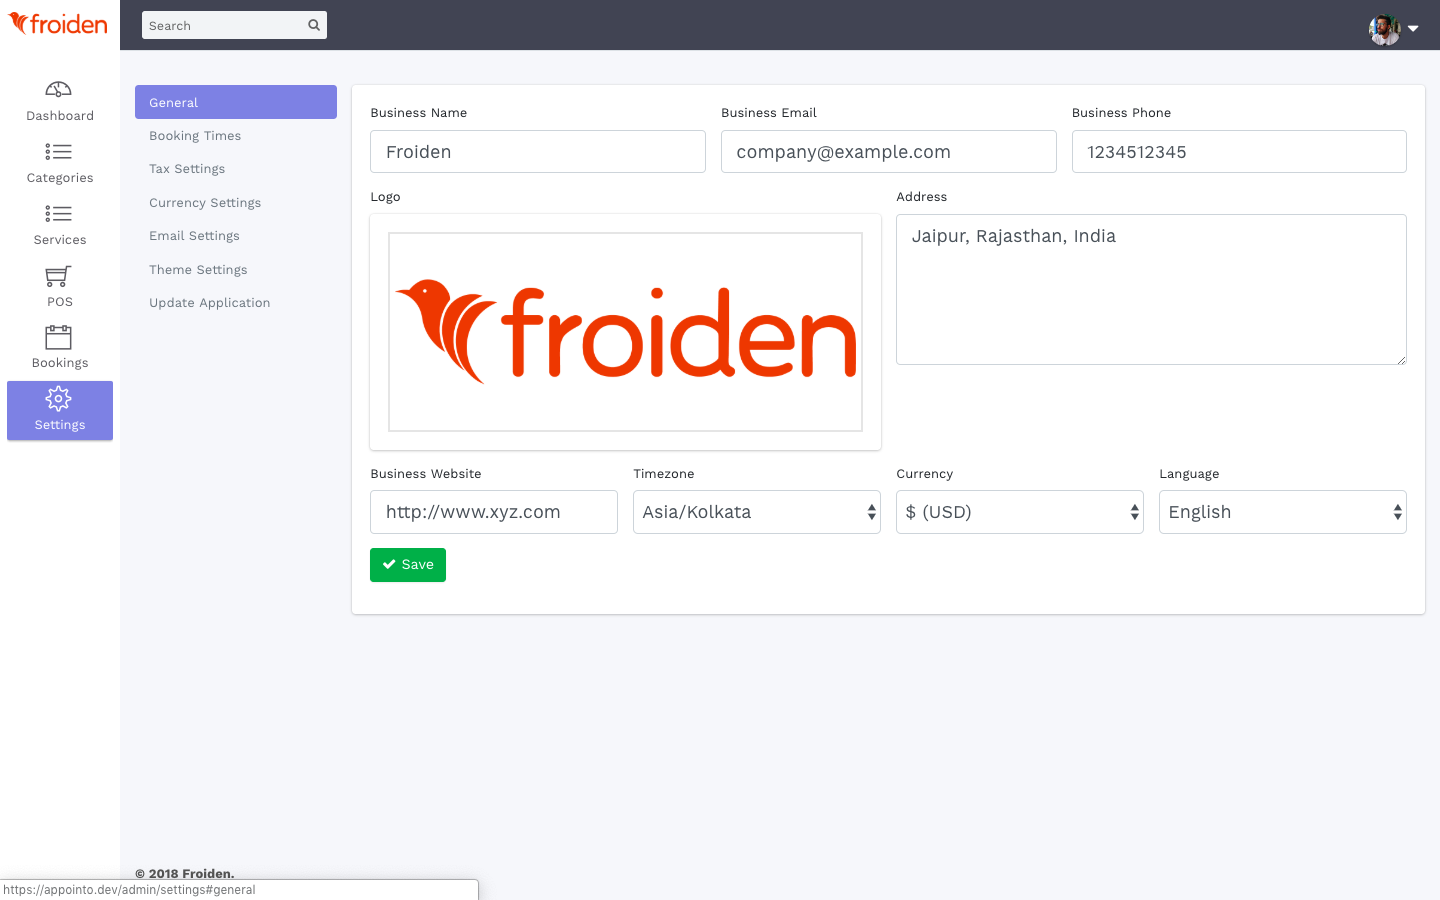 froiden
Search
Dashboard
Categories
Services
POS
Bookings
Settings
General
Booking Times
Tax Settings
Currency Settings
Email Settings
Theme Settings
Update Application
Business Name
Business Email
Business Phone
Froiden
company@example.com
1234512345
Logo
Address
froiden
Jaipur, Rajasthan, India
Business Website
Timezone
Currency
Language
http://www.xyz.com
Asia/Kolkata
$ (USD)
English
Save
© 2018 Froiden.
https://appointo.dev/admin/settings#general